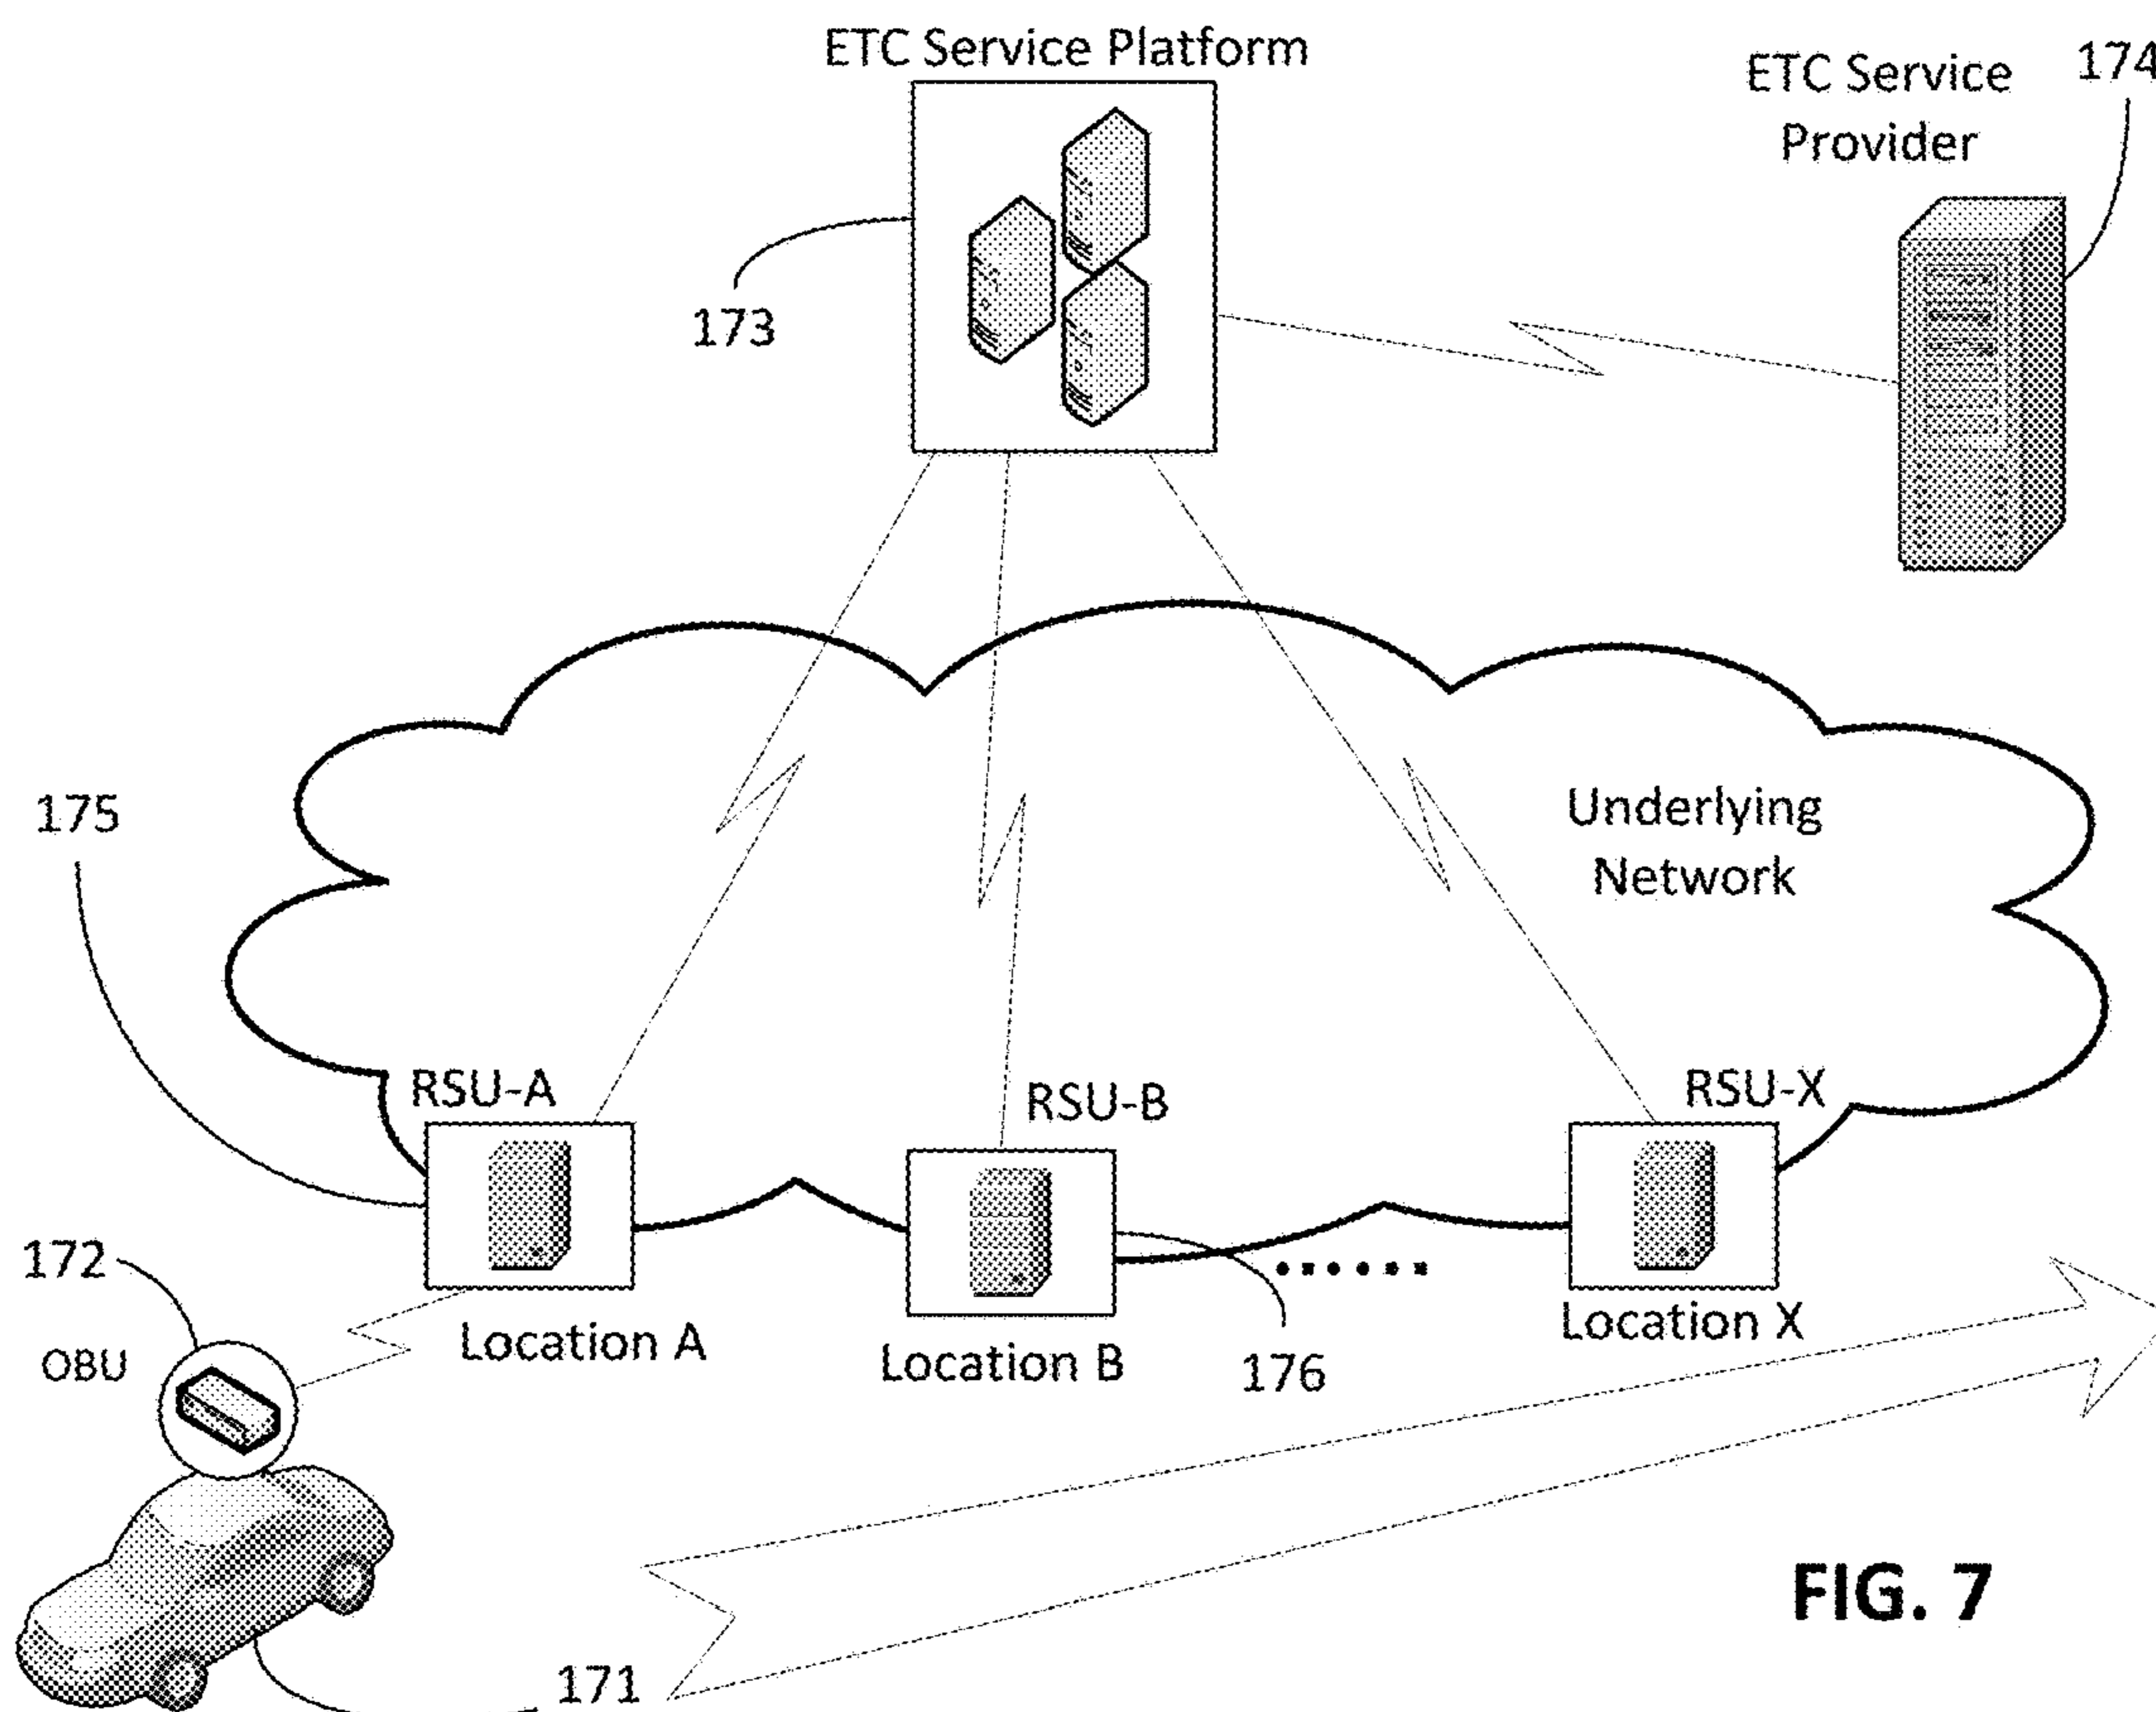 ETC Service Platform
ETC Service
Provider
174
173
Underlying
Network
175
RSU-A
RSU-B
RSU-X
172
OBU
Location A
Location B
176
......
Location X
171
FIG. 7